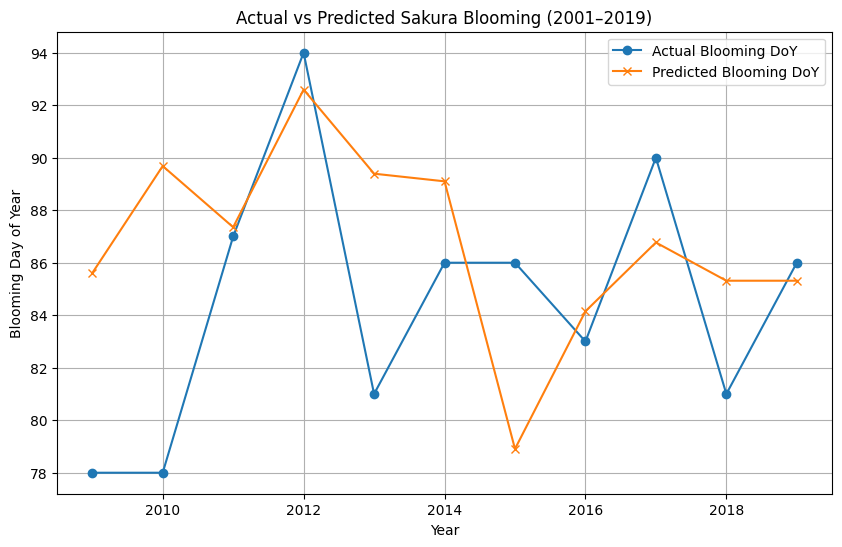 Actual vs Predicted Sakura Blooming (2001–2019)
Actual Blooming DoY
Predicted Blooming DoY
Blooming Day of Year
94
92
90
88
86
84
82
80
78
2010
2012
2014
2016
2018
Year